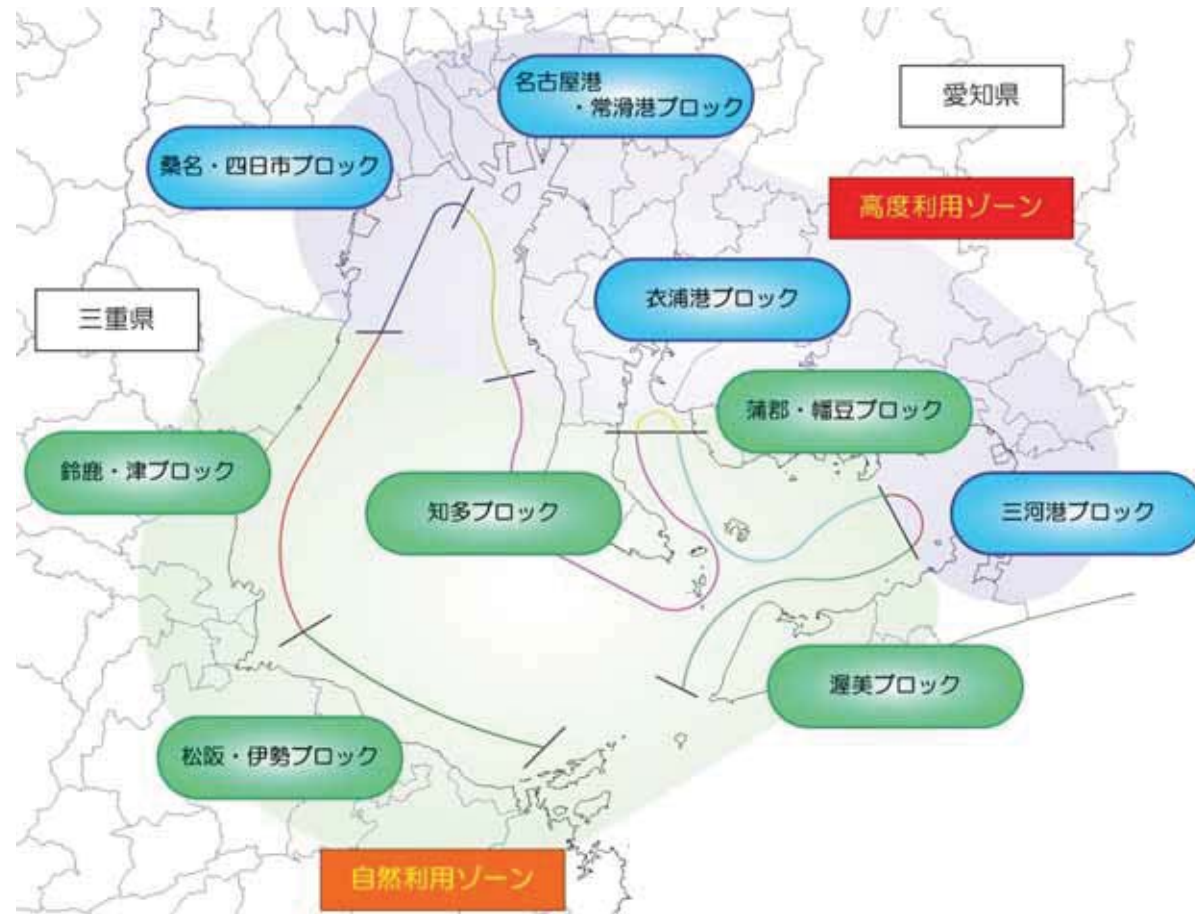 名古屋港
・常滑港ブロック
愛知県
桑名・四日市ブロック
高度利用ゾーン
衣浦港ブロック
三重県
蒲郡・幡豆ブロック
鈴鹿・津ブロック
知多ブロック
三河港ブロック
渥美ブロック
松阪・伊勢ブロック
自然利用ゾーン